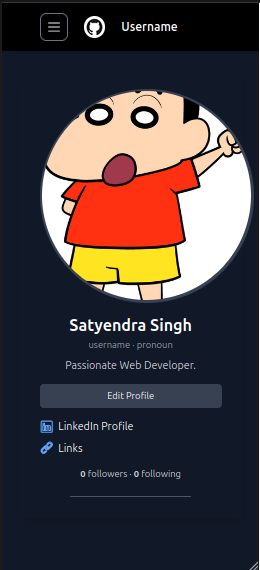 Username
Satyendra Singh
username · pronoun
Passionate Web Developer.
Edit Profile
LinkedIn Profile
Links
0 followers · 0 following